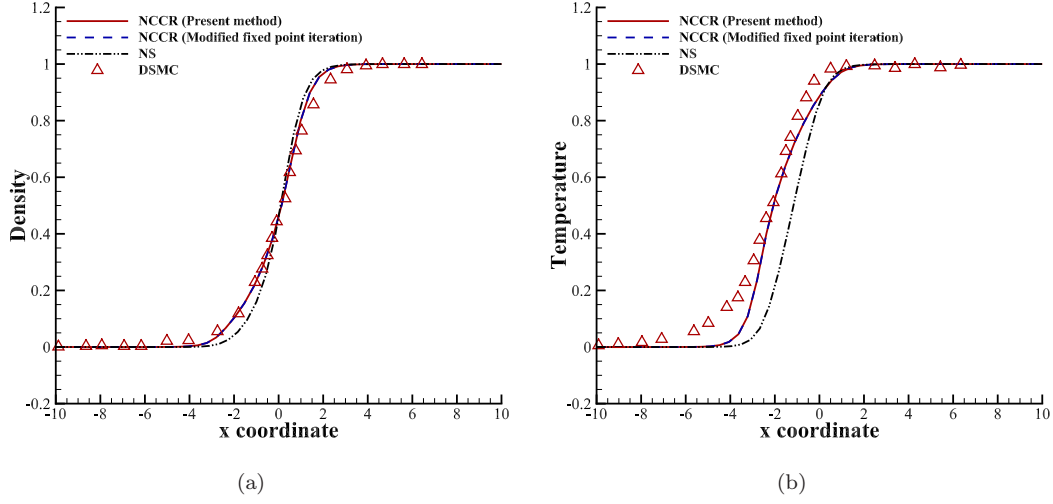 NCCR (Present method)
NCCR (Modified fixed point iteration)
NS
DSMC
1.2
1
0.8
0.6
0.4
0.2
0
-0.2
Density
-10 -8 -6 -4 -2 0 2 4 6 8 10
x coordinate
(a)
NCCR (Present method)
NCCR (Modified fixed point iteration)
NS
DSMC
1.2
1
0.8
0.6
0.4
0.2
0
-0.2
Temperature
-10 -8 -6 -4 -2 0 2 4 6 8 10
x coordinate
(b)